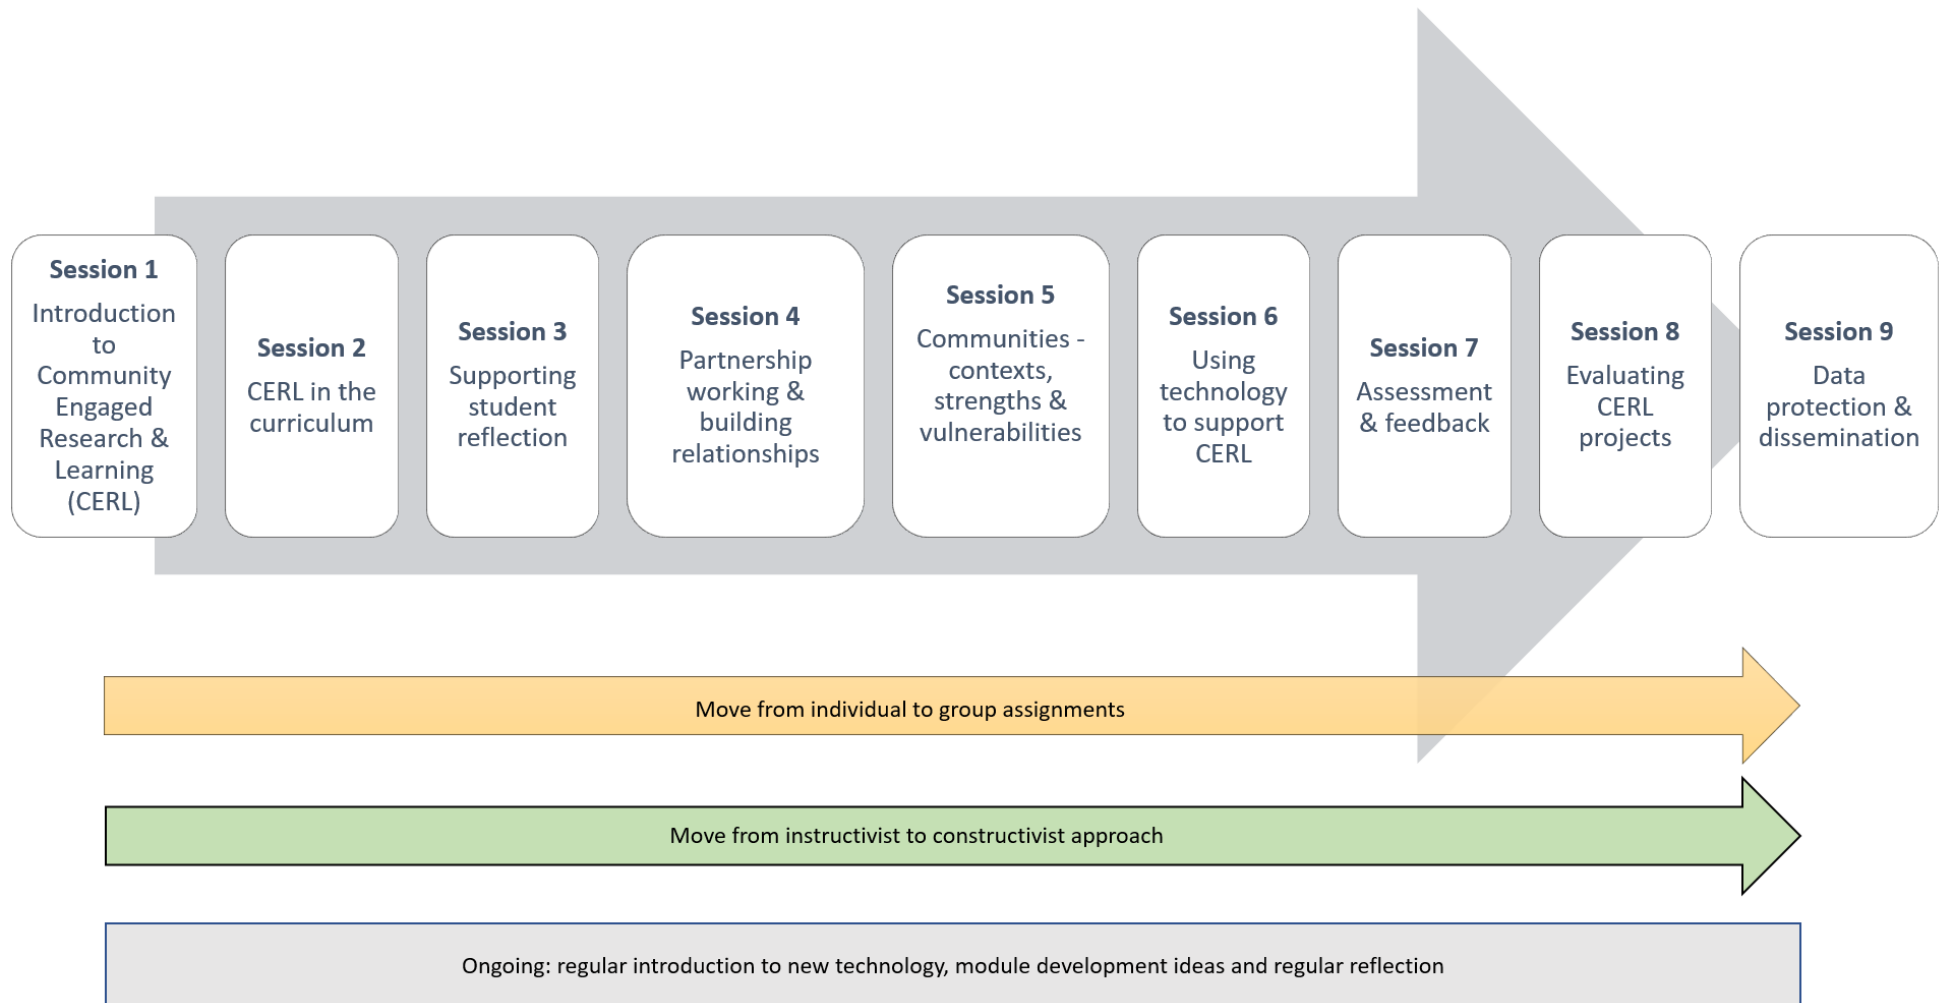 Session 1
Introduction
to
Community
Engaged
Research &
Learning
(CERL)
Session 2
CERL in the
curriculum
Session 3
Supporting
student
reflection
Session 4
Partnership
working &
building
relationships
Session 5
Communities -
contexts,
strengths &
vulnerabilities
Session 6
Using
technology
to support
CERL
Session 7
Assessment
& feedback
Session 8
Evaluating
CERL
projects
Session 9
Data
protection &
dissemination
Move from individual to group assignments
Move from instructivist to constructivist approach
Ongoing: regular introduction to new technology, module development ideas and regular reflection